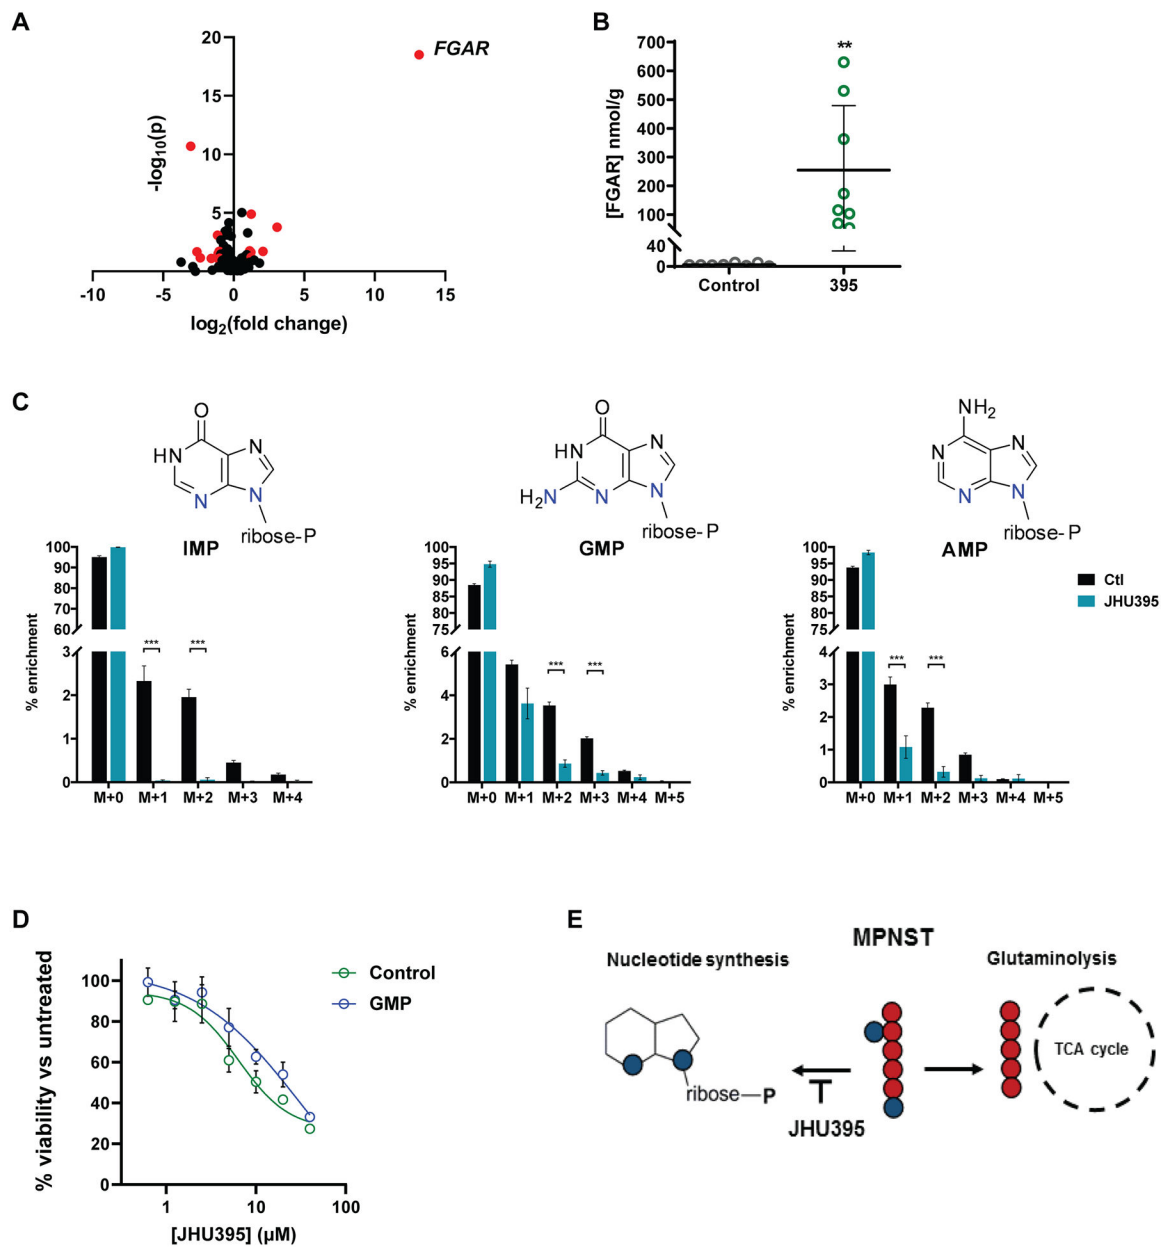 A
20
15
10
5
-log10(p)
FGAR
-10 -5 0 5 10 15
log2(fold change)
B
700
600
500
400
300
200
100
40
0
[FGAR] nmol/g
**
Control 395
C
O
HN
N
N
N
ribose-P
IMP
100
90
80
70
60
3
2
1
0
% enrichment
***
***
M+0 M+1 M+2 M+3 M+4
O
HN
N
H2N
N
N
ribose-P
GMP
100
95
90
85
80
75
6
4
2
0
% enrichment
***
***
M+0 M+1 M+2 M+3 M+4 M+5
NH2
N
N
N
N
ribose-P
AMP
100
95
90
85
80
75
4
3
2
1
0
% enrichment
***
***
M+0 M+1 M+2 M+3 M+4 M+5
Ctl
JHU395
D
100
80
60
40
20
0
% viability vs untreated
1 10 100
[JHU395] (µM)
Control
GMP
E
MPNST
Nucleotide synthesis
Glutaminolysis
ribose—P
JHU395
TCA cycle